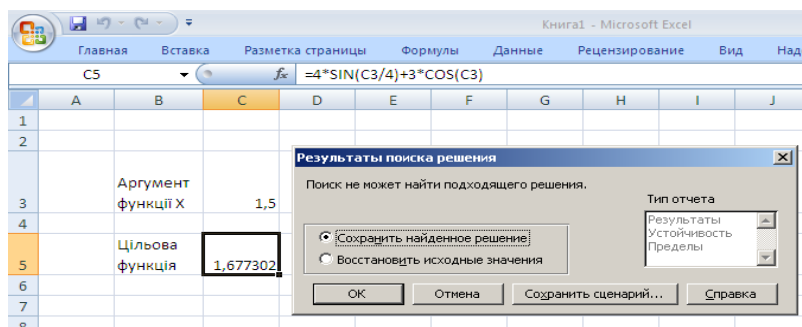 Книга1 - Microsoft Excel
Главная Вставка Разметка страницы Формулы Данные Рецензирование Вид Над
C5 fx =4*SIN(C3/4)+3*COS(C3)
A B C D E F G H I J
1
2
3 Аргумент функції X 1,5
4
5 Цільова функція 1,677302
6
7
8
Результаты поиска решения
Поиск не может найти подходящего решения.
Тип отчета
Результаты
Устойчивость
Пределы
Сохранить найденное решение
Восстановить исходные значения
ОК Отмена Сохранить сценарий... Справка